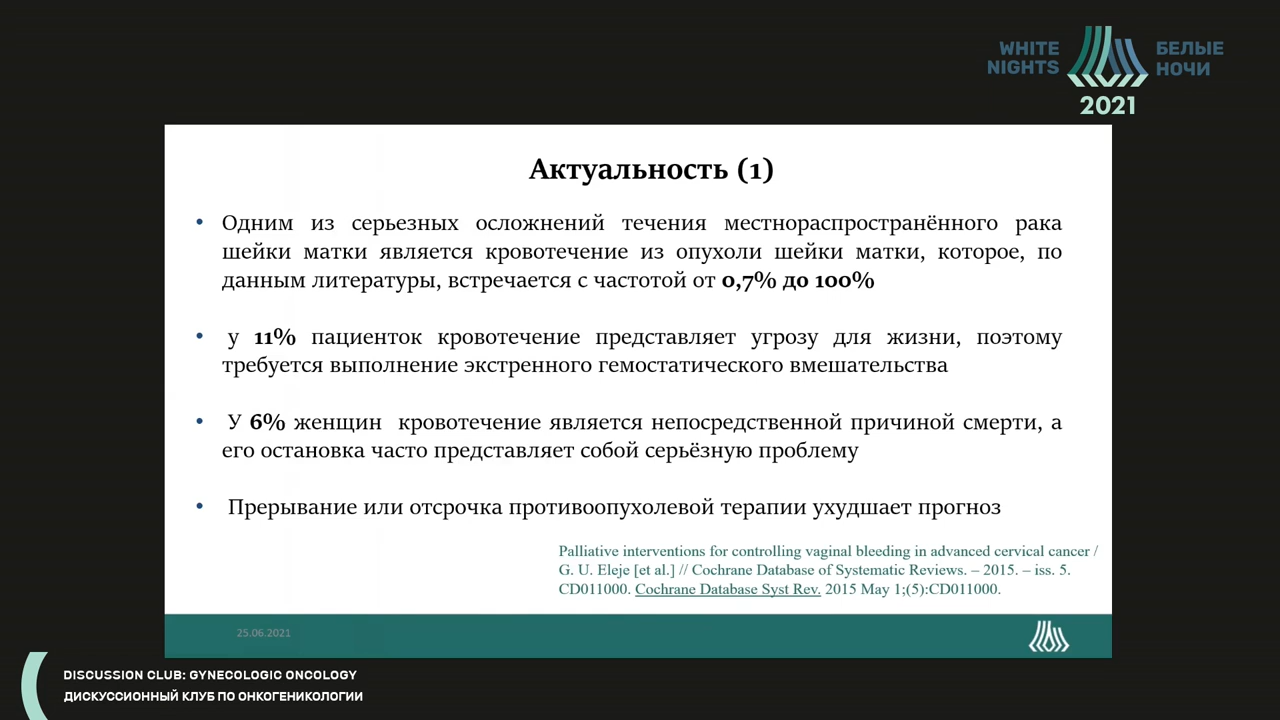 WHITE
NIGHTS
БЕЛЫЕ
НОЧИ
2021
Актуальность (1)
• Одним из серьезных осложнений течения местнораспространённого рака
шейки матки является кровотечение из опухоли шейки матки, которое, по
данным литературы, встречается с частотой от 0,7% до 100%
• у 11% пациенток кровотечение представляет угрозу для жизни, поэтому
требуется выполнение экстренного гемостатического вмешательства
• У 6% женщин кровотечение является непосредственной причиной смерти, а
его остановка часто представляет собой серьёзную проблему
• Прерывание или отсрочка противоопухолевой терапии ухудшает прогноз
Palliative interventions for controlling vaginal bleeding in advanced cervical cancer /
G. U. Eleje [et al.] // Cochrane Database of Systematic Reviews. – 2015. – iss. 5.
CD011000. Cochrane Database Syst Rev. 2015 May 1;(5):CD011000.
25.06.2021
DISCUSSION CLUB: GYNECOLOGIC ONCOLOGY
ДИСКУССИОННЫЙ КЛУБ ПО ОНКОГЕНИКОЛОГИИ